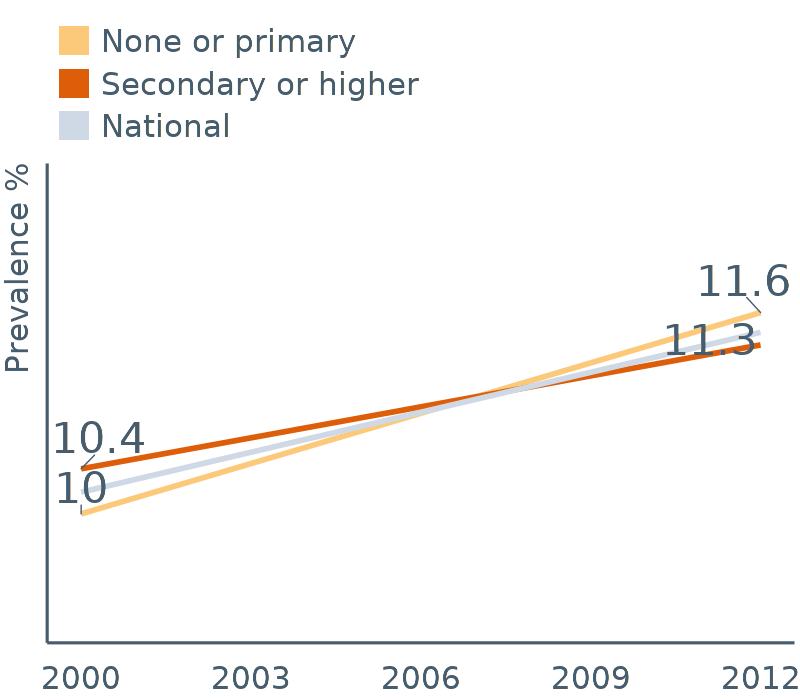 None or primary
Secondary or higher
National
Prevalence %
11.6
11.3
10.4
10
2000 2003 2006 2009 2012